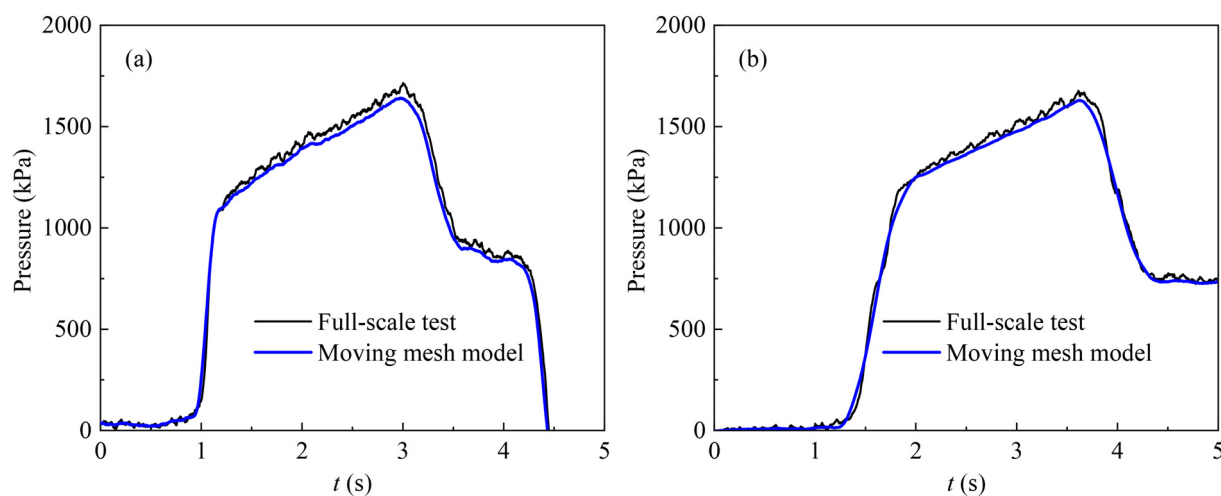 (a)
2000
1500
1000
500
0
Pressure (kPa)
Full-scale test
Moving mesh model
0 1 2 3 4 5
t (s)
(b)
2000
1500
1000
500
0
Pressure (kPa)
Full-scale test
Moving mesh model
0 1 2 3 4 5
t (s)